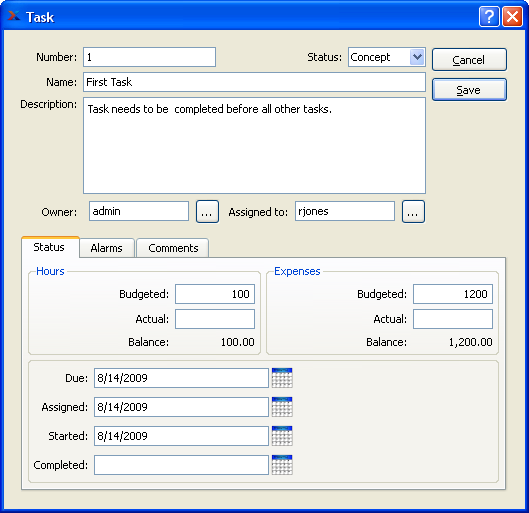 Task
Number: 1 Status: Concept Cancel
Name: First Task Save
Description: Task needs to be  completed before all other tasks.
Owner: admin ... Assigned to: rjones ...
Status Alarms Comments
Hours Expenses
Budgeted: 100 Budgeted: 1200
Actual: Actual:
Balance: 100.00 Balance: 1,200.00
Due: 8/14/2009
Assigned: 8/14/2009
Started: 8/14/2009
Completed: